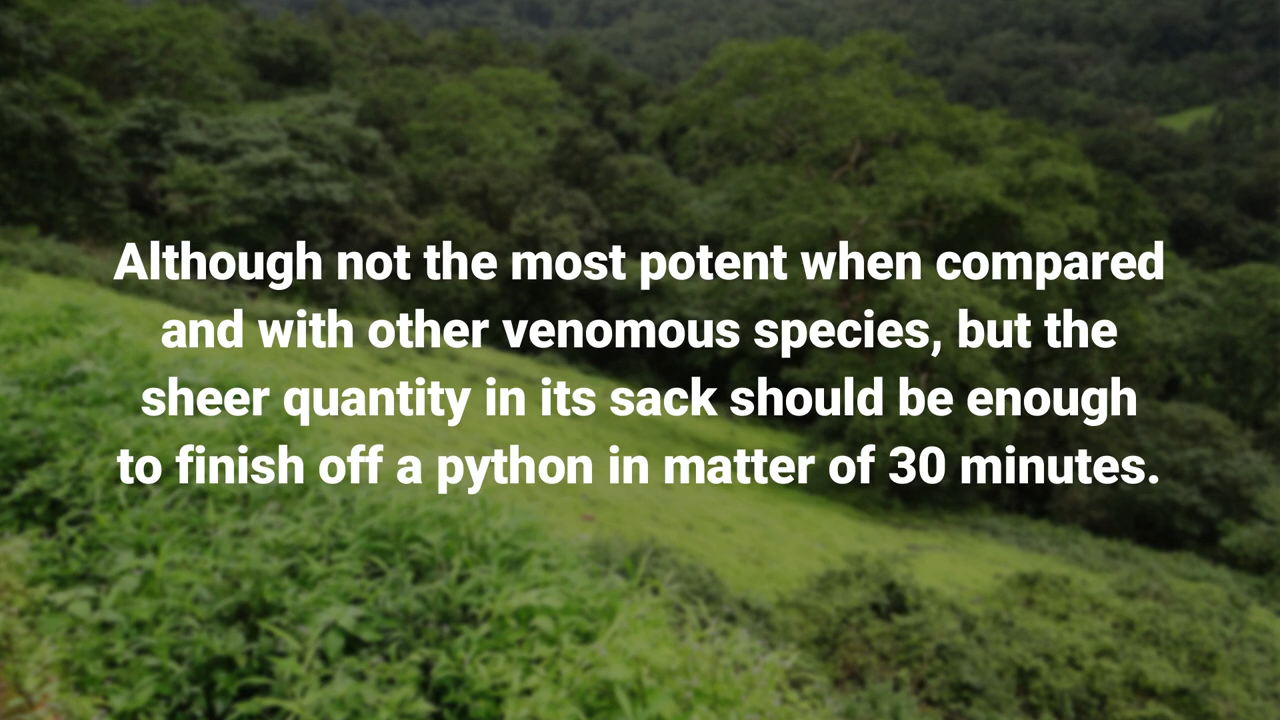 Although not the most potent when compared
and with other venomous species, but the
sheer quantity in its sack should be enough
to finish off a python in matter of 30 minutes.